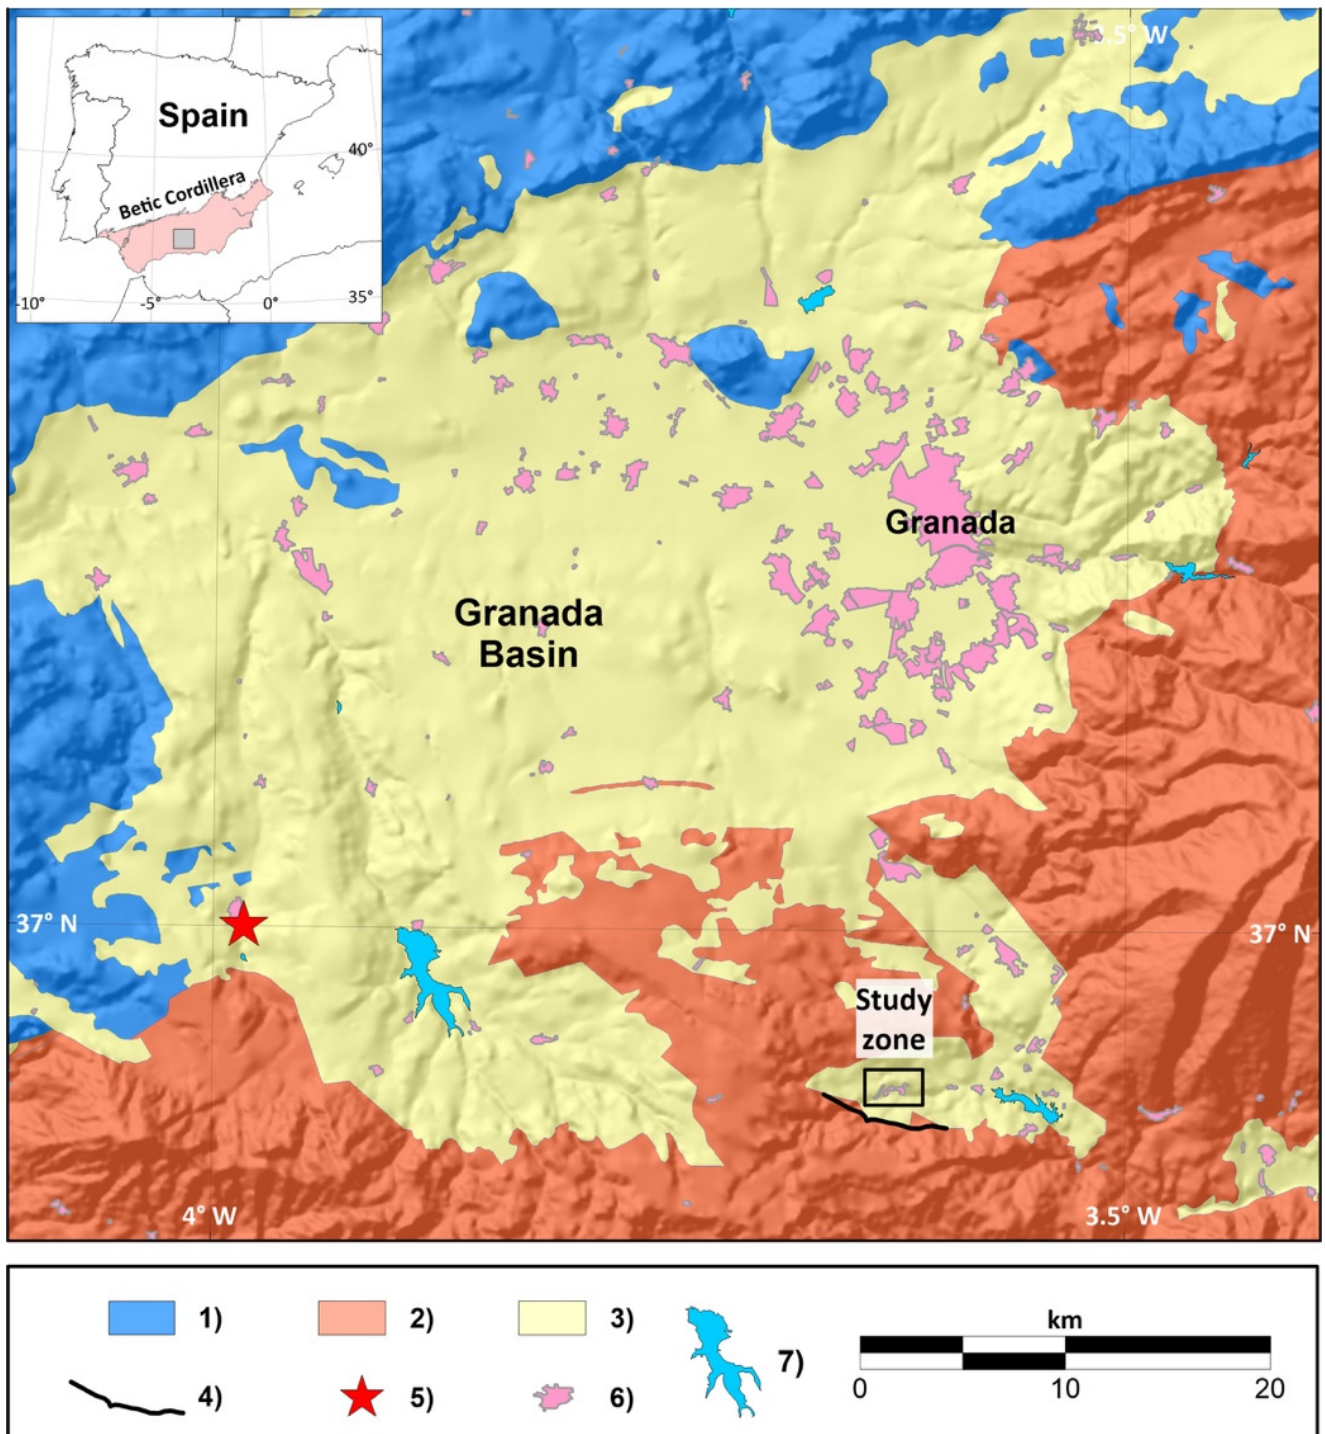 3.5° W
Spain
40°
Betic Cordillera
-10°
-5°
0°
35°
Granada
Granada
Basin
37° N
37° N
Study
zone
4° W
3.5° W
1)
2)
3)
4)
5)
6)
7)
km
0
10
20